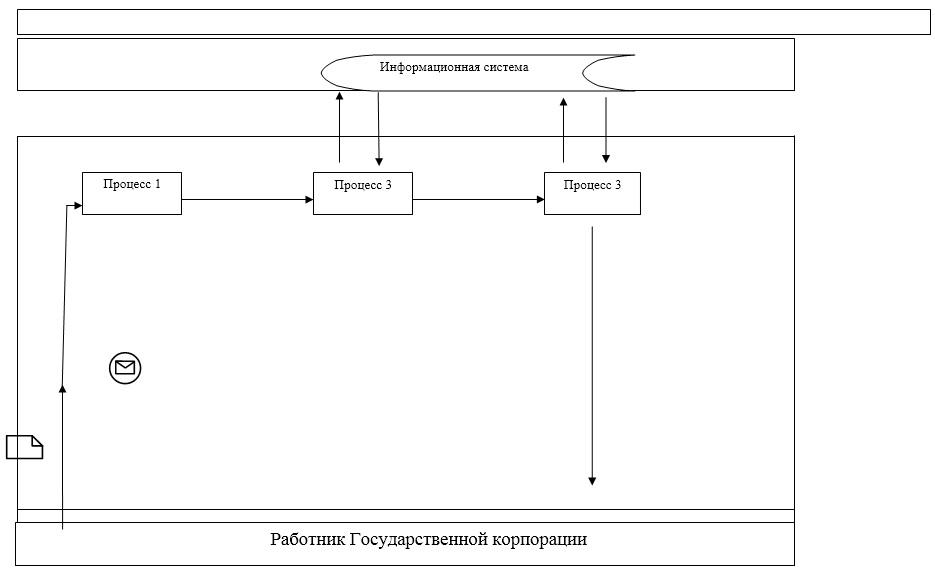 Информационная система
Процесс 1
Процесс 3
Процесс 3
Работник Государственной корпорации